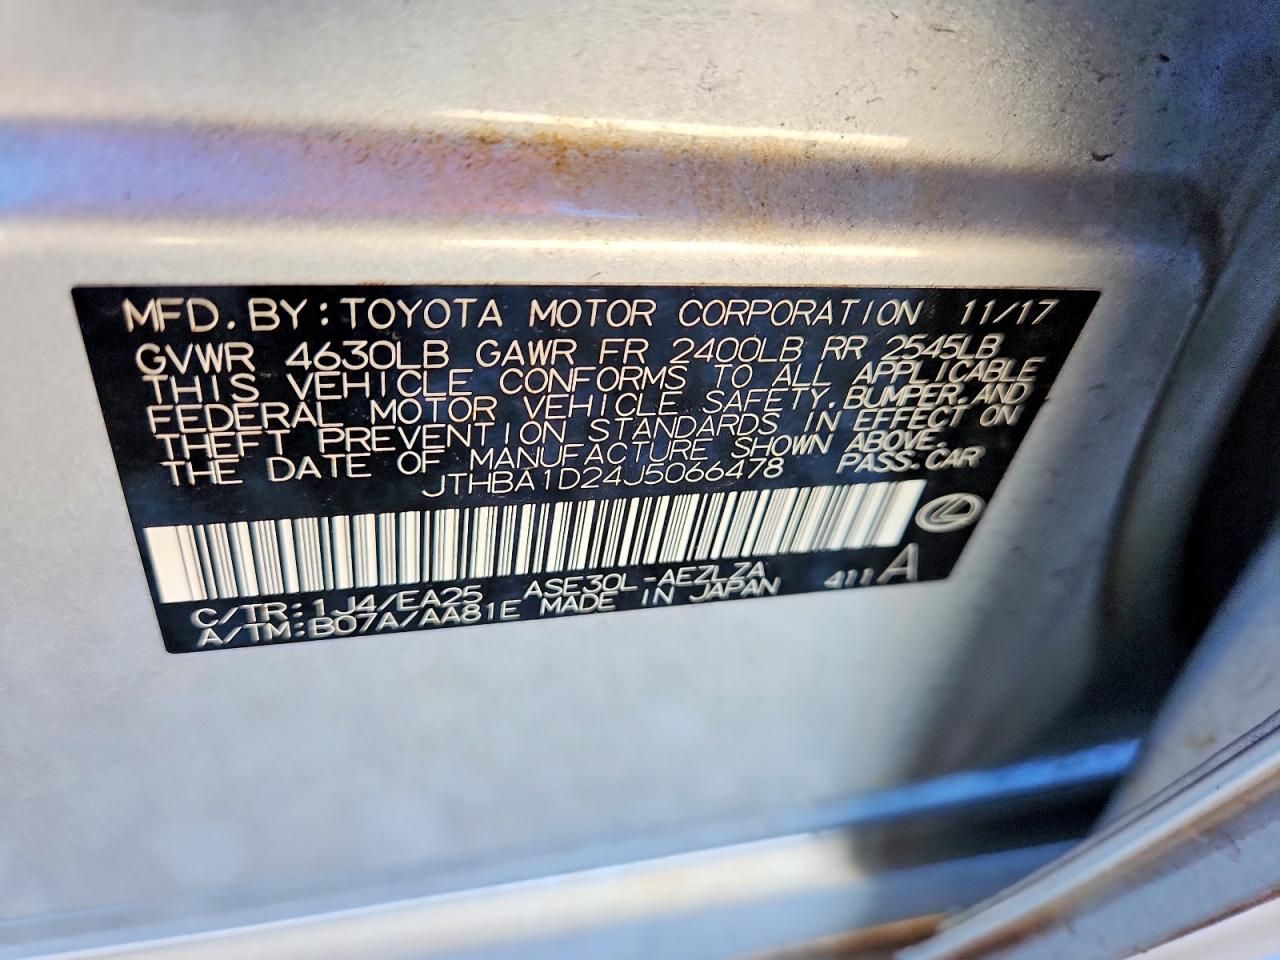 MFD. BY: TOYOTA MOTOR CORPORATION 11/17
GVWR 4630LB GAWR FR 2400LB RR 2545LB
THIS VEHICLE CONFORMS TO ALL APPLICABLE
FEDERAL MOTOR VEHICLE SAFETY, BUMPER, AND
THEFT PREVENTION STANDARDS IN EFFECT ON
THE DATE OF MANUFACTURE SHOWN ABOVE.
JTHBA1D24J5066478 PASS. CAR
C/TR: 1J4/EA25 ASE30L-AEZLZA 411 A
A/TM: B07A/AA81E MADE IN JAPAN